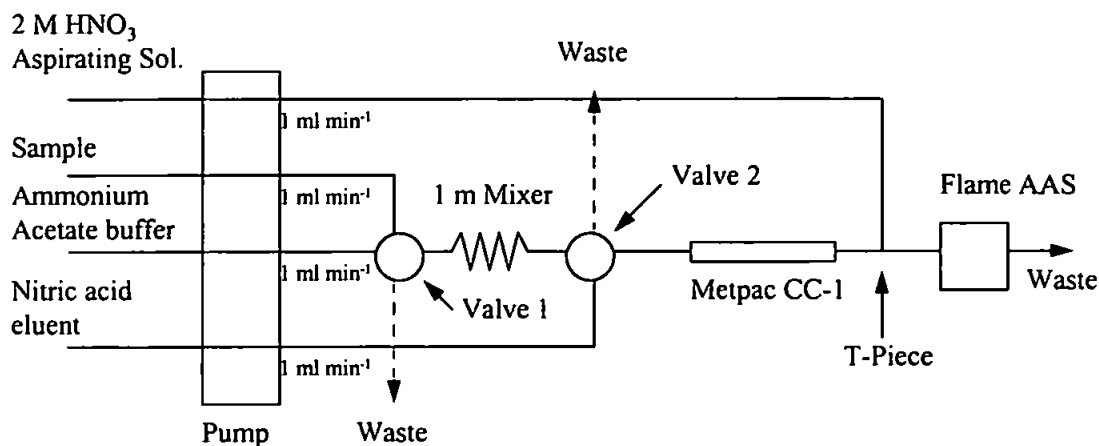 2 M HNO₃
Aspirating Sol.
Waste
1 ml min⁻¹
Sample
Valve 2
Ammonium
1 ml min⁻¹
1 m Mixer
Flame AAS
Acetate buffer
1 ml min⁻¹
Nitric acid
Metpac CC-1
Waste
eluent
Valve 1
1 ml min⁻¹
T-Piece
Pump
Waste